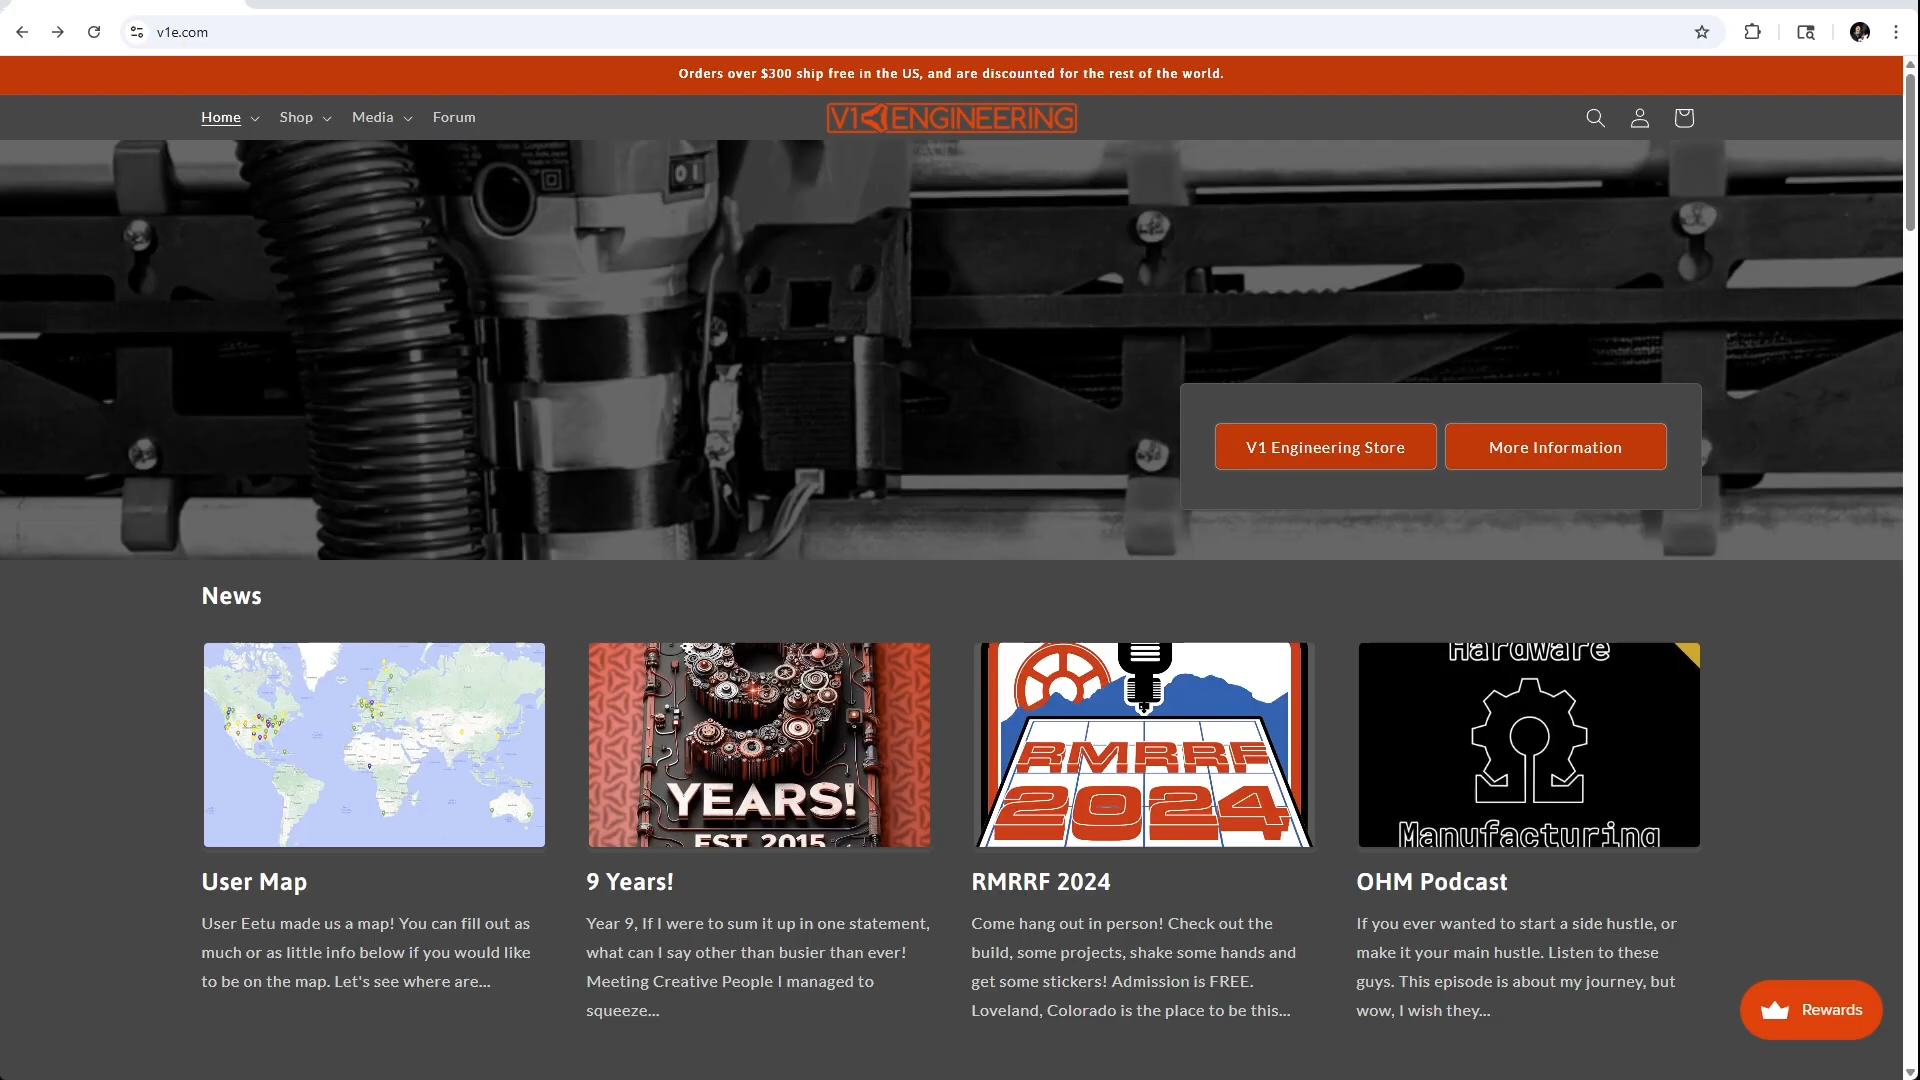 v1e.com
Orders over $300 ship free in the US, and are discounted for the rest of the world.
Home
Shop
Media
Forum
V1 ENGINEERING
V1 Engineering Store
More Information
News
YEARS!
EST. 2015
RMRRF
2024
Hardware
Manufacturing
User Map
User Eetu made us a map! You can fill out as
much or as little info below if you would like
to be on the map. Let's see where are...
9 Years!
Year 9, If I were to sum it up in one statement,
what can I say other than busier than ever!
Meeting Creative People I managed to
squeeze...
RMRRF 2024
Come hang out in person! Check out the
build, some projects, shake some hands and
get some stickers! Admission is FREE.
Loveland, Colorado is the place to be this...
OHM Podcast
If you ever wanted to start a side hustle, or
make it your main hustle. Listen to these
guys. This episode is about my journey, but
wow, I wish they...
Rewards